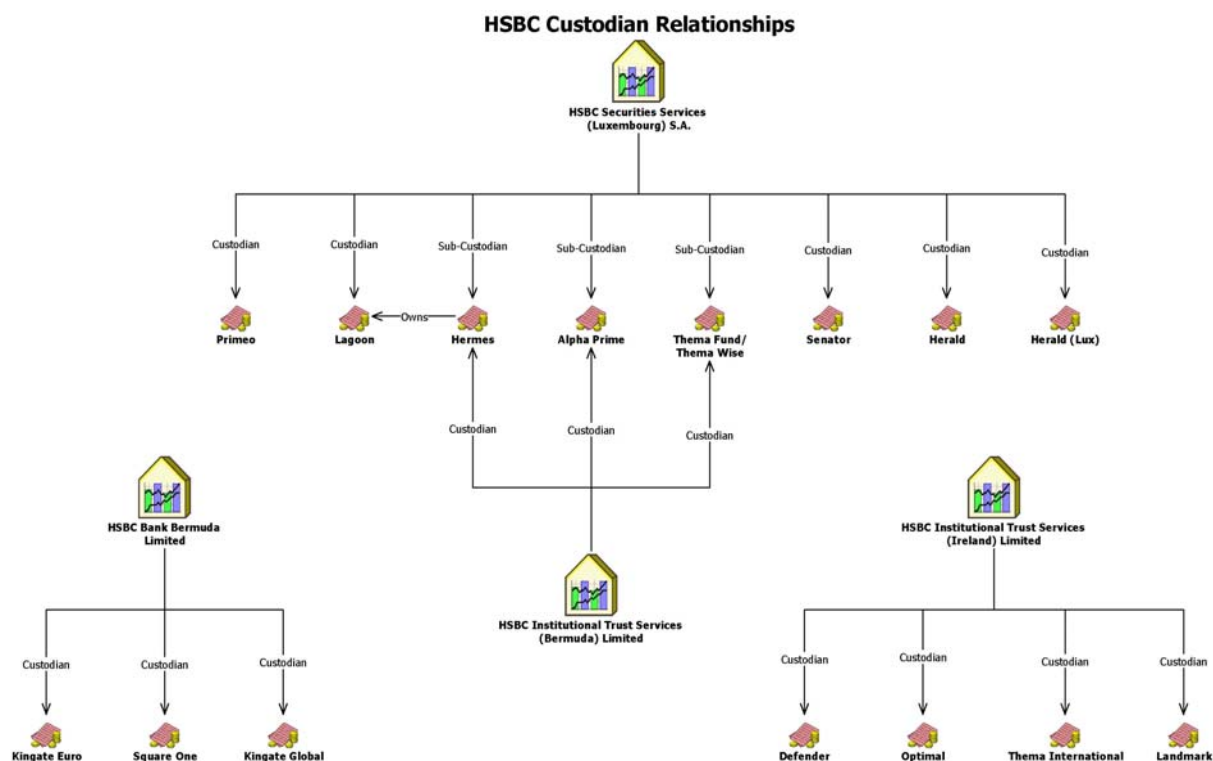 HSBC Custodian Relationships
HSBC Securities Services
(Luxembourg) S.A.
Custodian
Custodian
Sub-Custodian
Sub-Custodian
Sub-Custodian
Custodian
Custodian
Custodian
Primeo
Lagoon
Owns
Hermes
Alpha Prime
Thema Fund/
Thema Wise
Senator
Herald
Herald (Lux)
Custodian
Custodian
Custodian
HSBC Bank Bermuda
Limited
HSBC Institutional Trust Services
(Ireland) Limited
HSBC Institutional Trust Services
(Bermuda) Limited
Custodian
Custodian
Custodian
Custodian
Custodian
Custodian
Custodian
Kingate Euro
Square One
Kingate Global
Defender
Optimal
Thema International
Landmark